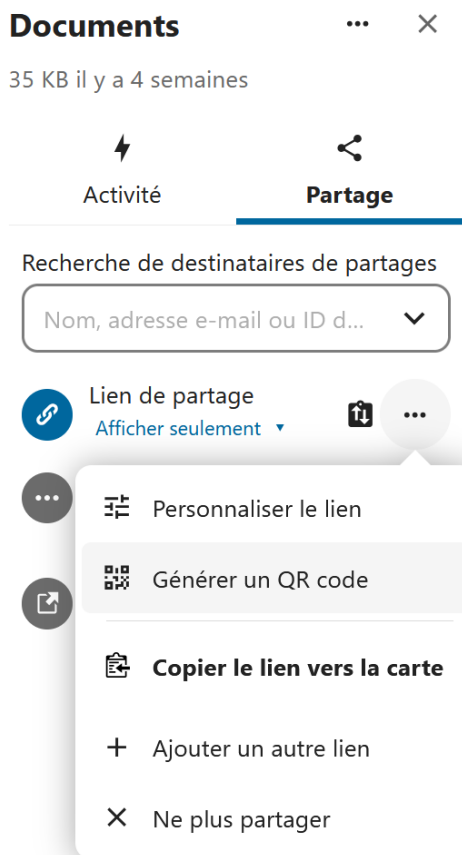 Documents
35 KB il y a 4 semaines
Activité
Partage
Recherche de destinataires de partages
Nom, adresse e-mail ou ID d...
Lien de partage
Afficher seulement
Personnaliser le lien
Générer un QR code
Copier le lien vers la carte
Ajouter un autre lien
Ne plus partager